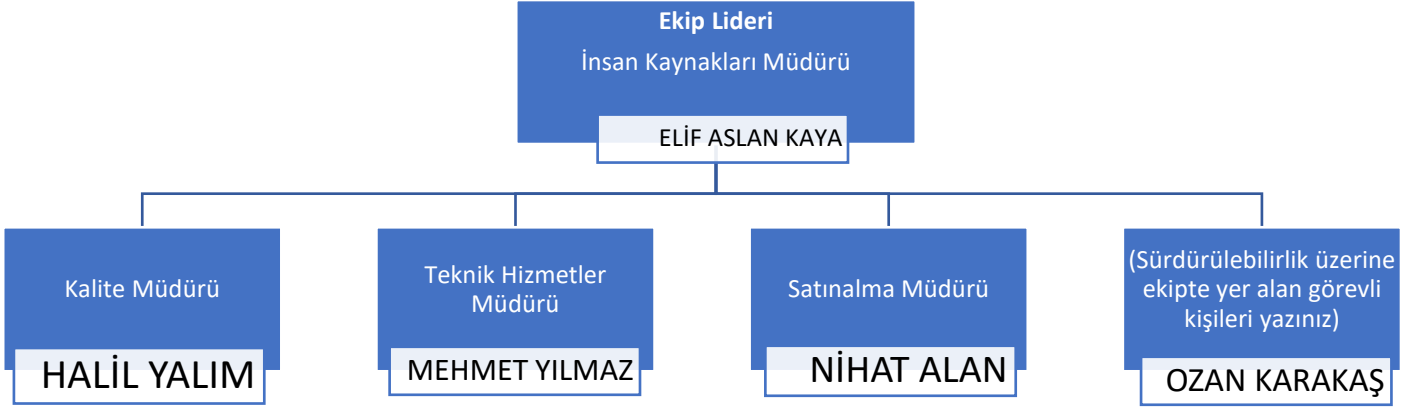 Ekip Lideri
İnsan Kaynakları Müdürü
ELİF ASLAN KAYA
Kalite Müdürü
HALİL YALIM
Teknik Hizmetler
Müdürü
MEHMET YILMAZ
Satınalma Müdürü
NİHAT ALAN
(Sürdürülebilirlik üzerine
ekipte yer alan görevli
kişileri yazınız)
OZAN KARAKAŞ